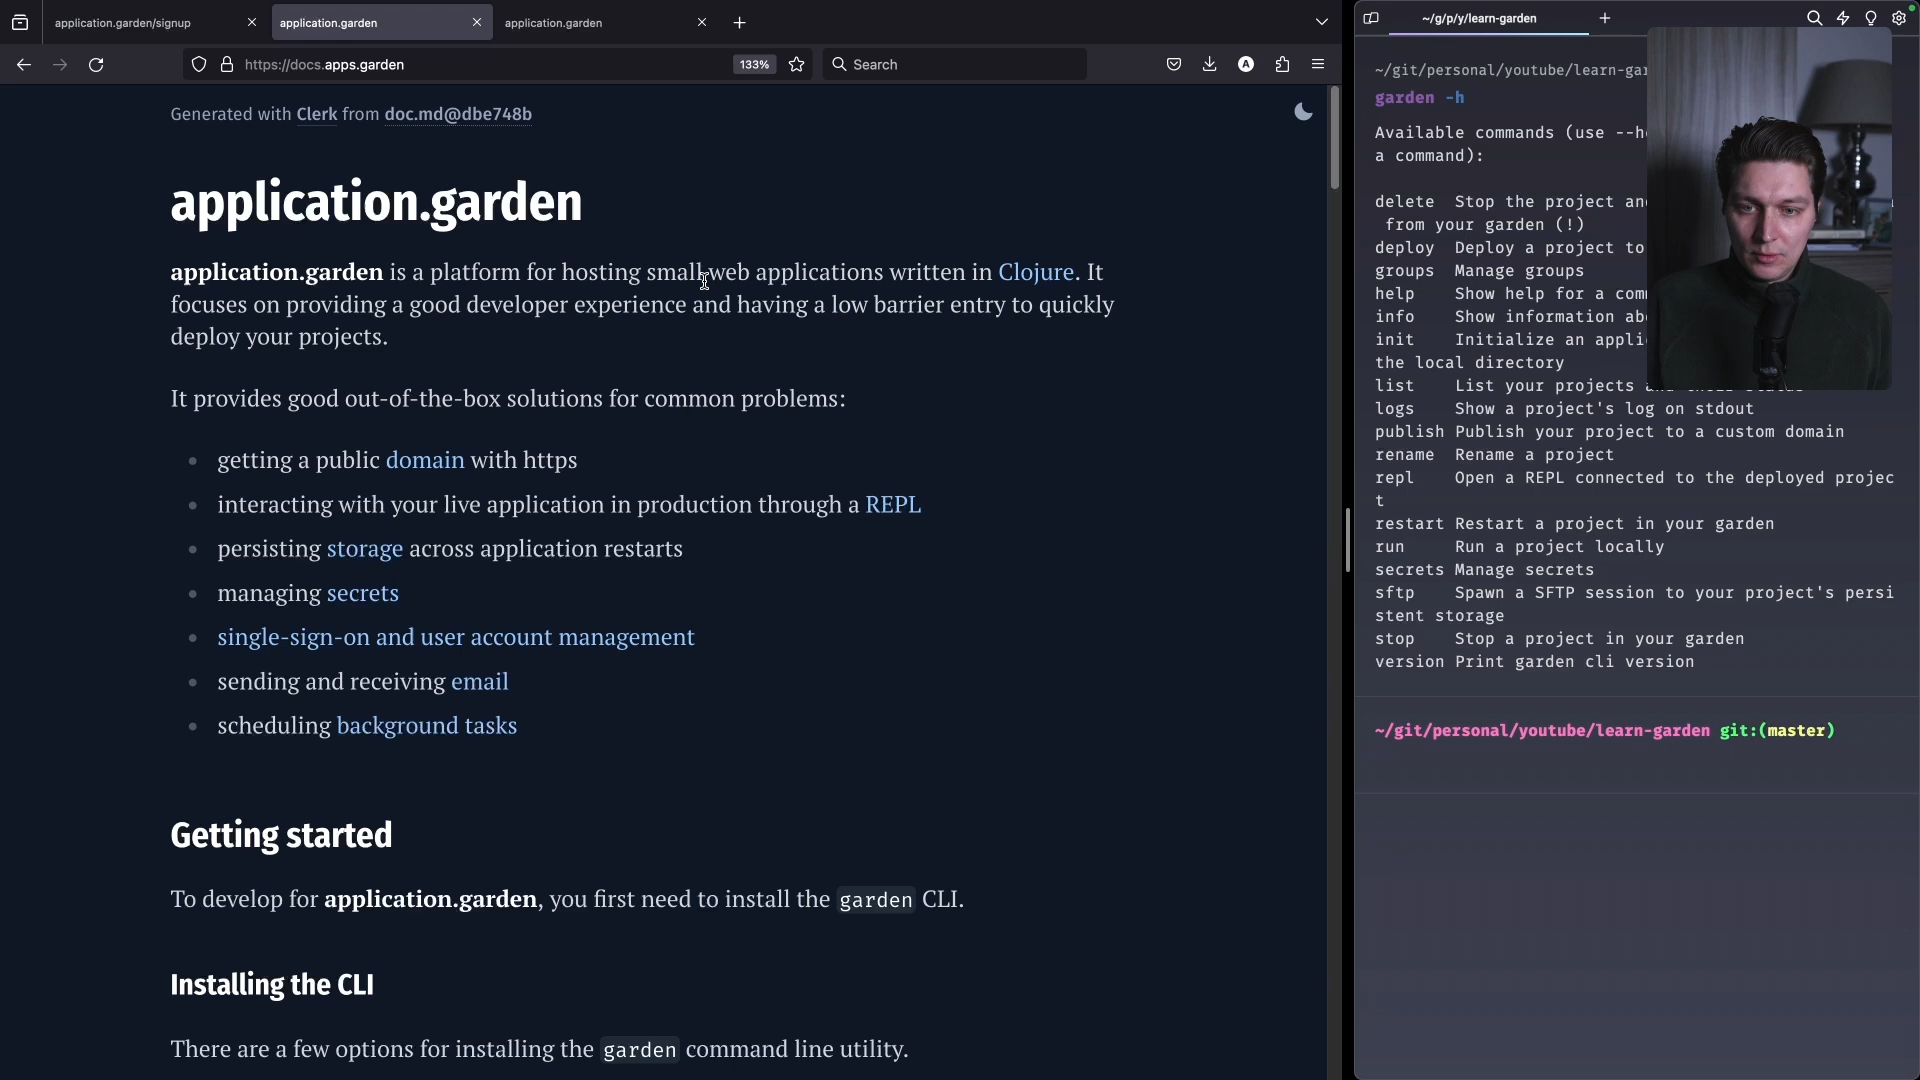 application.garden/signup
application.garden
application.garden
https://docs.apps.garden
133%
Search
Generated with Clerk from doc.md@dbe748b
application.garden
application.garden is a platform for hosting small web applications written in Clojure. It
focuses on providing a good developer experience and having a low barrier entry to quickly
deploy your projects.
It provides good out-of-the-box solutions for common problems:
getting a public domain with https
interacting with your live application in production through a REPL
persisting storage across application restarts
managing secrets
single-sign-on and user account management
sending and receiving email
scheduling background tasks
Getting started
To develop for application.garden, you first need to install the garden CLI.
Installing the CLI
There are a few options for installing the garden command line utility.
~/g/p/y/learn-garden
~/git/personal/youtube/learn-gar
garden -h
Available commands (use --he
a command):
delete Stop the project an
from your garden (!)
deploy Deploy a project to
groups Manage groups
help Show help for a com
info Show information ab
init Initialize an appli
the local directory
list List your projects
logs Show a project's log on stdout
publish Publish your project to a custom domain
rename Rename a project
repl Open a REPL connected to the deployed projec
t
restart Restart a project in your garden
run Run a project locally
secrets Manage secrets
sftp Spawn a SFTP session to your project's persi
stent storage
stop Stop a project in your garden
version Print garden cli version
~/git/personal/youtube/learn-garden git:(master)